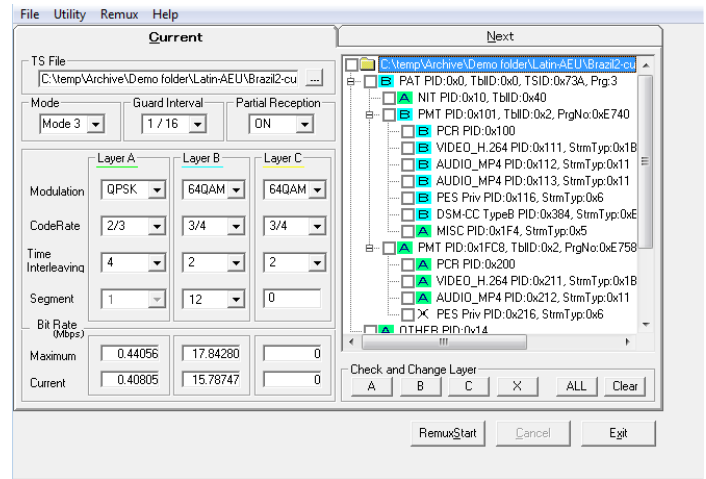 File Utility Remux Help
Current
Next
TS File
C:\temp\Archive\Demo folder\Latin-AEU\Brazil2-cu ...
Mode
Mode 3
Guard Interval
1 / 16
Partial Reception
ON
Layer A Layer B Layer C
Modulation QPSK 64QAM 64QAM
CodeRate 2/3 3/4 3/4
Time Interleaving 4 2 2
Segment 1 12 0
Bit Rate (Mbps)
Maximum 0.44056 17.84280 0
Current 0.40805 15.78747 0
C:\temp\Archive\Demo folder\Latin-AEU\Brazil2-cu
B PAT PID:0x0, TblID:0x0, TSID:0x73A, Prg:3
A NIT PID:0x10, TblID:0x40
B PMT PID:0x101, TblID:0x2, PrgNo:0xE740
B PCR PID:0x100
B VIDEO_H.264 PID:0x111, StrmTyp:0x1B
B AUDIO_MP4 PID:0x112, StrmTyp:0x11
B AUDIO_MP4 PID:0x113, StrmTyp:0x11
B PES Priv PID:0x116, StrmTyp:0x6
B DSM-CC TypeB PID:0x384, StrmTyp:0xE
A MISC PID:0x1F4, StrmTyp:0x5
A PMT PID:0x1FC8, TblID:0x2, PrgNo:0xE758
A PCR PID:0x200
A VIDEO_H.264 PID:0x211, StrmTyp:0x1B
A AUDIO_MP4 PID:0x212, StrmTyp:0x11
X PES Priv PID:0x216, StrmTyp:0x6
A OTHER PID:0x14
Check and Change Layer
A B C X ALL Clear
RemuxStart Cancel Exit